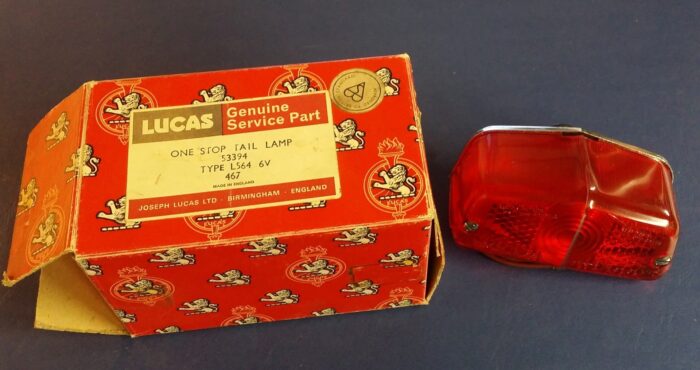 LUCAS
Genuine
Service Part
ONE STOP TAIL LAMP
53394
TYPE L564 6V
467
MADE IN ENGLAND
JOSEPH LUCAS LTD · BIRMINGHAM · ENGLAND